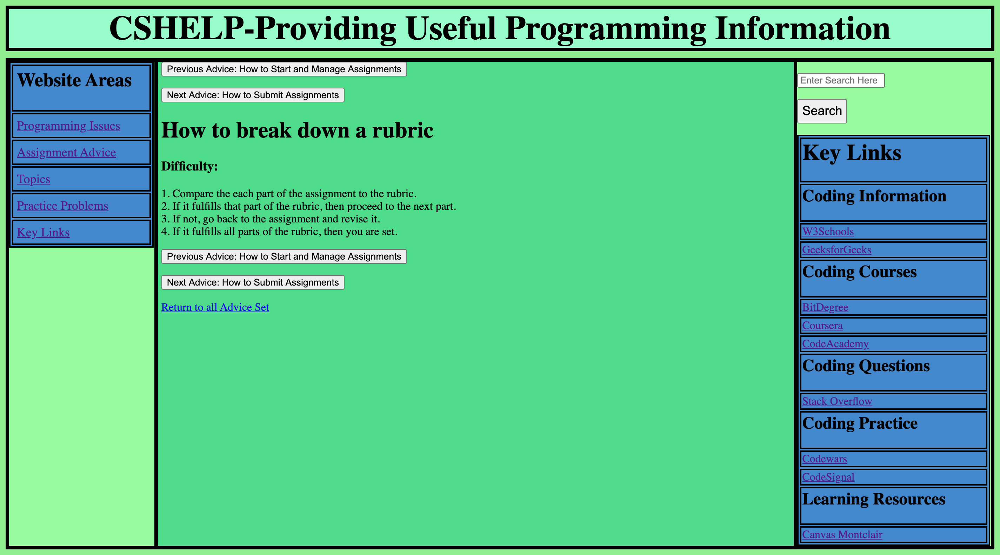 CSHELP-Providing Useful Programming Information
Website Areas
Programming Issues
Assignment Advice
Topics
Practice Problems
Key Links
Previous Advice: How to Start and Manage Assignments
Next Advice: How to Submit Assignments
How to break down a rubric
Difficulty:
1. Compare the each part of the assignment to the rubric.
2. If it fulfills that part of the rubric, then proceed to the next part.
3. If not, go back to the assignment and revise it.
4. If it fulfills all parts of the rubric, then you are set.
Previous Advice: How to Start and Manage Assignments
Next Advice: How to Submit Assignments
Return to all Advice Set
Enter Search Here
Search
Key Links
Coding Information
W3Schools
GeeksforGeeks
Coding Courses
BitDegree
Coursera
CodeAcademy
Coding Questions
Stack Overflow
Coding Practice
Codewars
CodeSignal
Learning Resources
Canvas Montclair